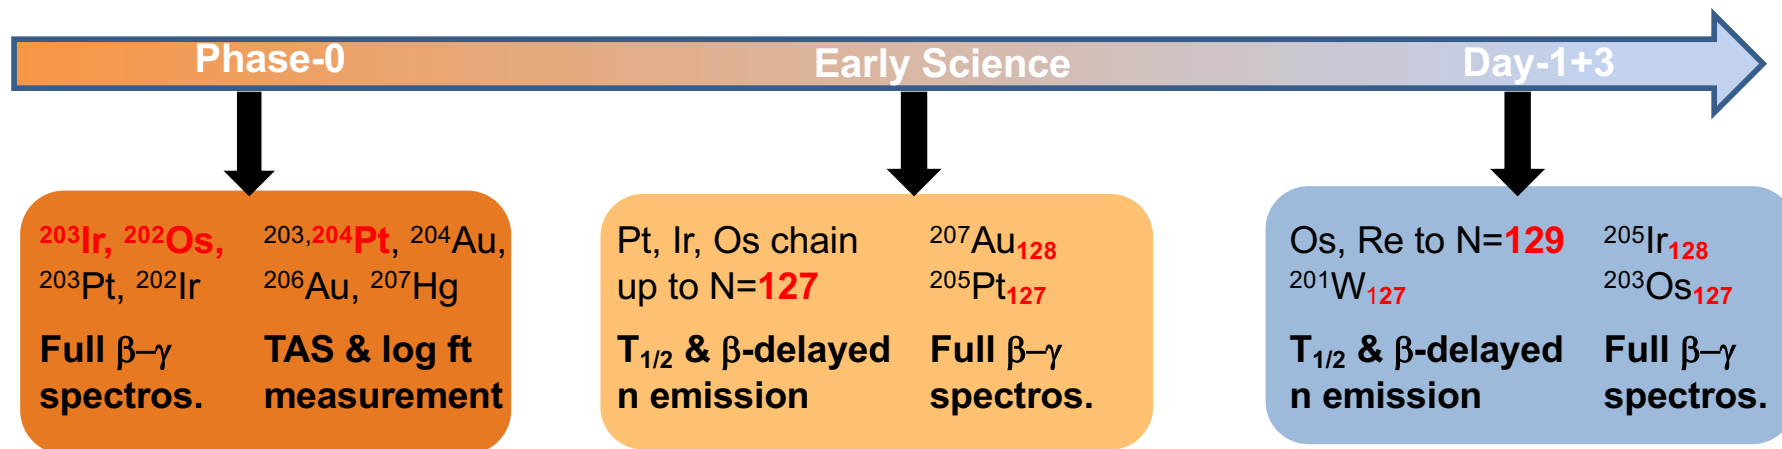 Phase-0
Early Science
Day-1+3
²⁰³Ir, ²⁰²Os,
²⁰³Pt, ²⁰²Ir
Full β–γ
spectros.
²⁰³,²⁰⁴Pt, ²⁰⁴Au,
²⁰⁶Au, ²⁰⁷Hg
TAS & log ft
measurement
Pt, Ir, Os chain
up to N=127
T₁/₂ & β-delayed
n emission
²⁰⁷Au₁₂₈
²⁰⁵Pt₁₂₇
Full β–γ
spectros.
Os, Re to N=129
²⁰¹W₁₂₇
T₁/₂ & β-delayed
n emission
²⁰⁵Ir₁₂₈
²⁰³Os₁₂₇
Full β–γ
spectros.